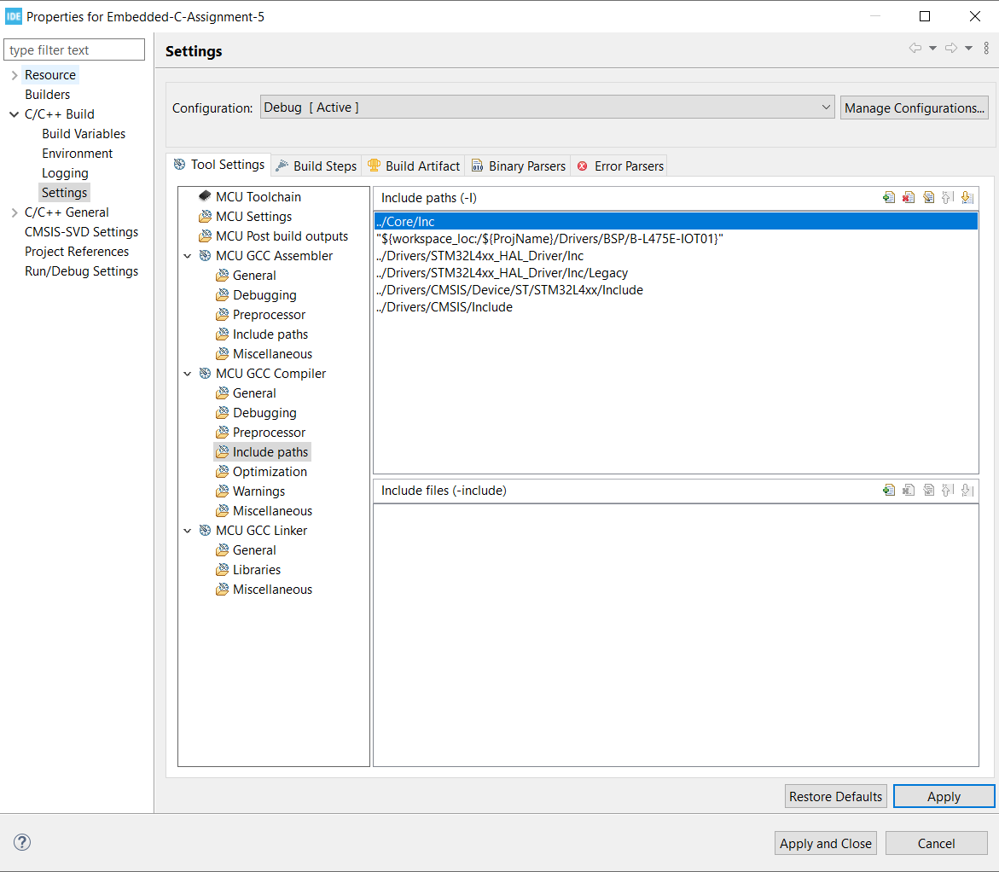 IDE Properties for Embedded-C-Assignment-5
type filter text
Resource
Builders
C/C++ Build
Build Variables
Environment
Logging
Settings
C/C++ General
CMSIS-SVD Settings
Project References
Run/Debug Settings
Settings
Configuration: Debug [ Active ] Manage Configurations...
Tool Settings Build Steps Build Artifact Binary Parsers Error Parsers
MCU Toolchain
MCU Settings
MCU Post build outputs
MCU GCC Assembler
General
Debugging
Preprocessor
Include paths
Miscellaneous
MCU GCC Compiler
General
Debugging
Preprocessor
Include paths
Optimization
Warnings
Miscellaneous
MCU GCC Linker
General
Libraries
Miscellaneous
Include paths (-I)
../Core/Inc
"${workspace_loc:/${ProjName}/Drivers/BSP/B-L475E-IOT01}"
../Drivers/STM32L4xx_HAL_Driver/Inc
../Drivers/STM32L4xx_HAL_Driver/Inc/Legacy
../Drivers/CMSIS/Device/ST/STM32L4xx/Include
../Drivers/CMSIS/Include
Include files (-include)
Restore Defaults Apply
? Apply and Close Cancel